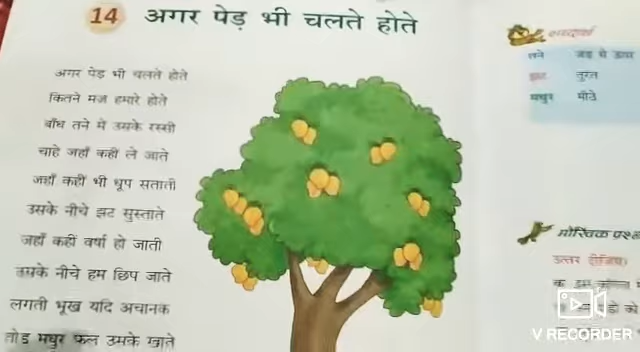 14 अगर पेड़ भी चलते होते
अगर पेड़ भी चलते होते
कितने मजे हमारे होते
बाँध तने में उसके रस्सी
चाहे जहाँ कहीं ले जाते
जहाँ कहीं भी धूप सताती
उसके नीचे झट सुस्ताते
जहाँ कहीं वर्षा हो जाती
उसके नीचे हम छिप जाते
लगती भूख यदि अचानक
तोड़ मधुर फल उसके खाते
शब्दार्थ
तने जड़ से ऊपर
झट तुरंत
मधुर मीठे
मौखिक प्रश्न
उत्तर दीजिए
क इस
V RECORDER